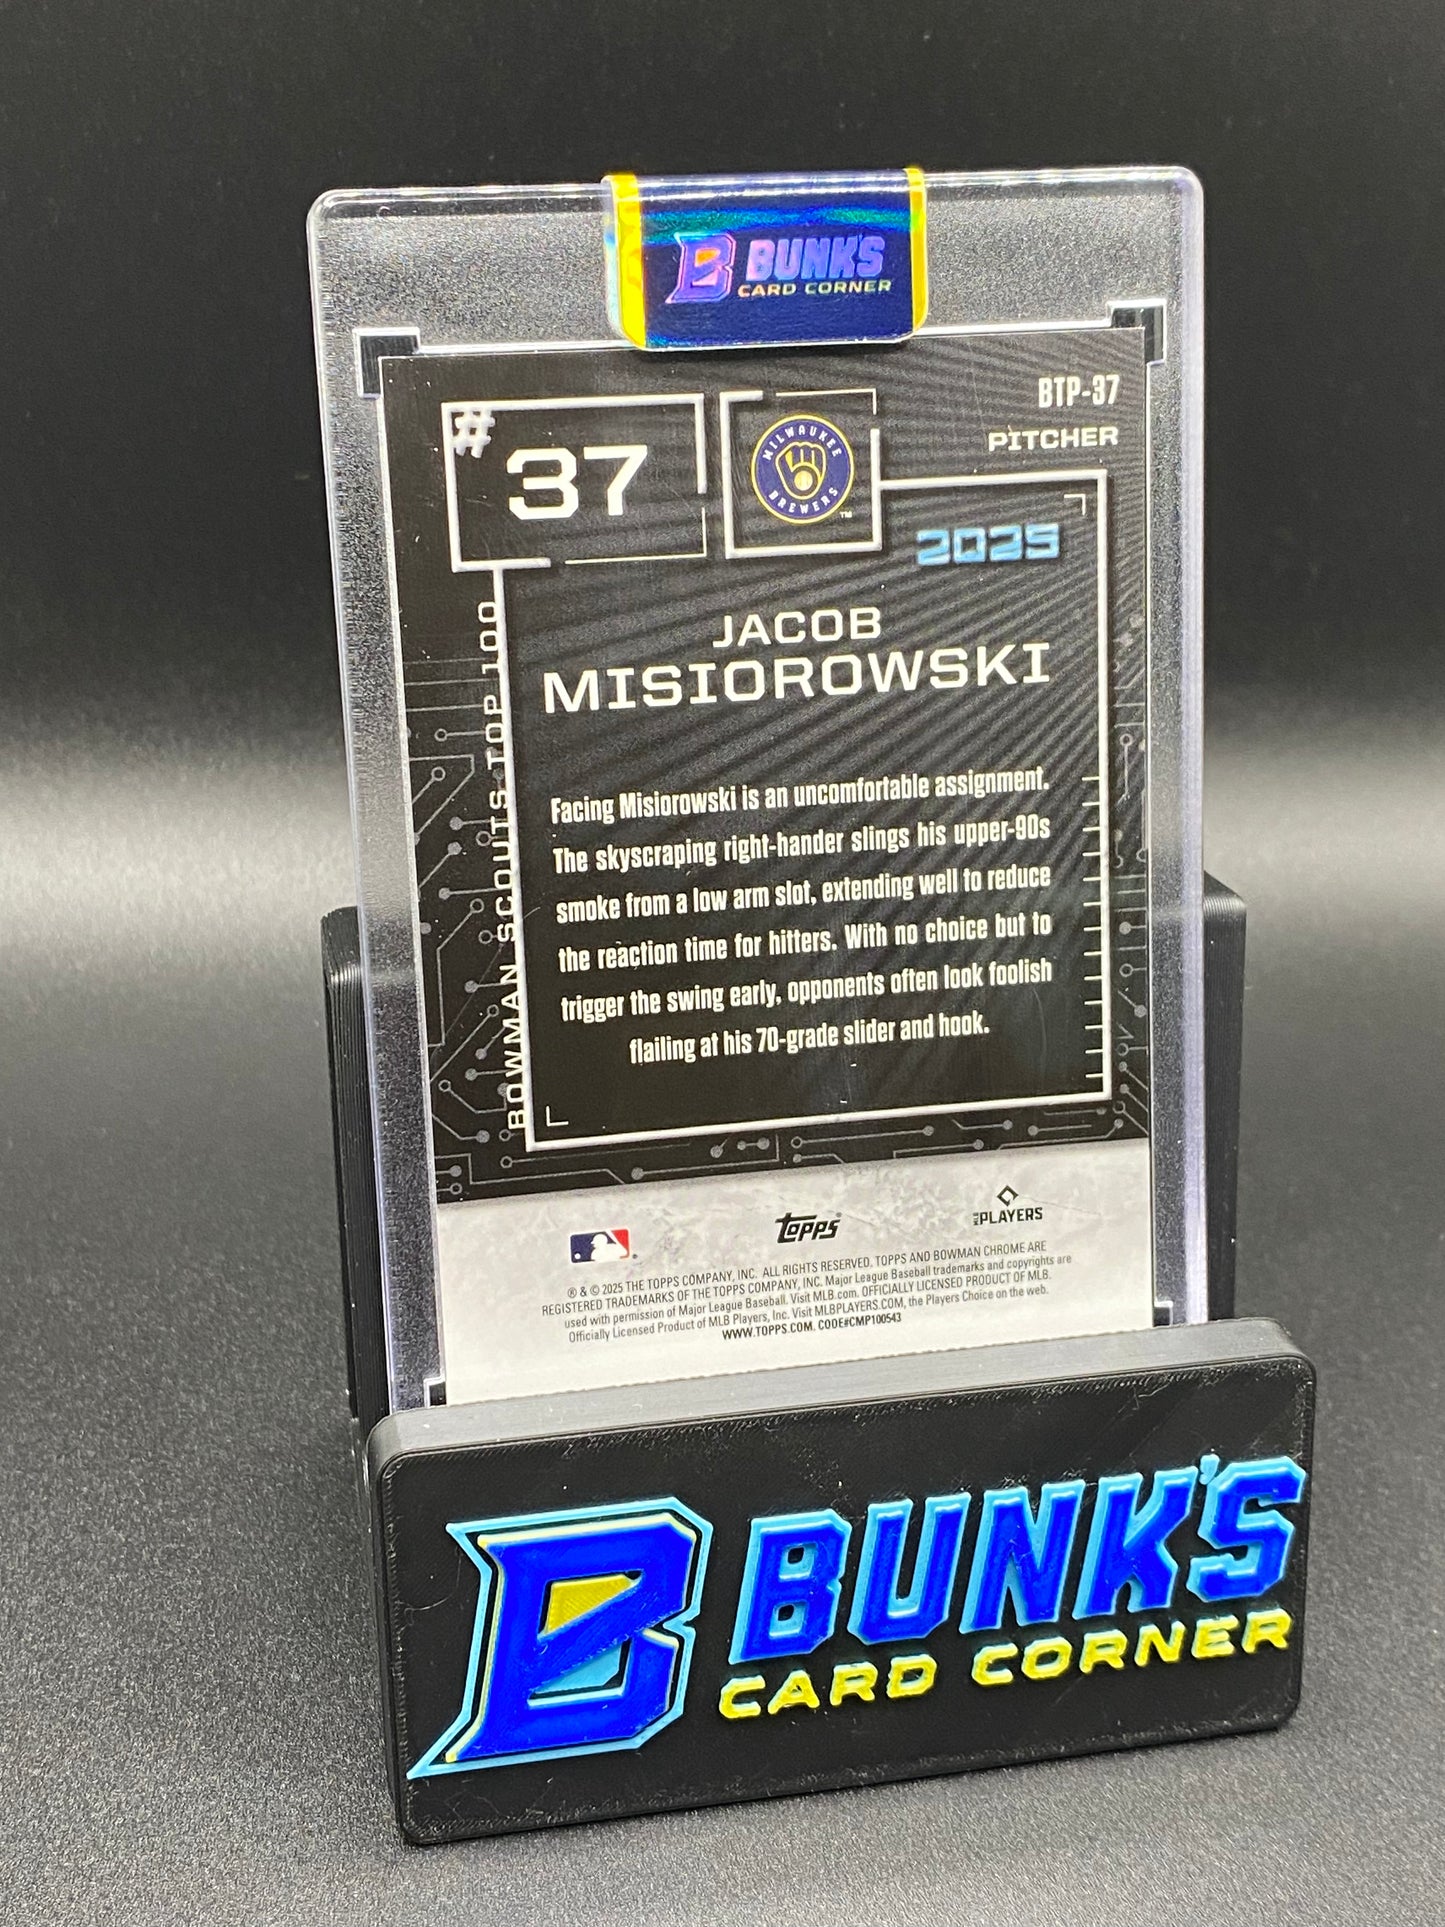 B BUNK'S
CARD CORNER
BTP-37
PITCHER
# 37
MILWAUKEE BREWERS ™
2025
BOWMAN SCOUTS TOP 100
JACOB
MISIOROWSKI
Facing Misiorowski is an uncomfortable assignment.
The skyscraping right-hander slings his upper-90s
smoke from a low arm slot, extending well to reduce
the reaction time for hitters. With no choice but to
trigger the swing early, opponents often look foolish
flailing at his 70-grade slider and hook.
topps
MLB PLAYERS
® & © 2025 THE TOPPS COMPANY, INC. ALL RIGHTS RESERVED. TOPPS AND BOWMAN CHROME ARE
REGISTERED TRADEMARKS OF THE TOPPS COMPANY, INC. Major League Baseball trademarks and copyrights are
used with permission of Major League Baseball. Visit MLB.com. OFFICIALLY LICENSED PRODUCT OF MLB.
Officially Licensed Product of MLB Players, Inc. Visit MLBPLAYERS.COM, the Players Choice on the web.
WWW.TOPPS.COM. CODE#CMP100543
B BUNK'S
CARD CORNER